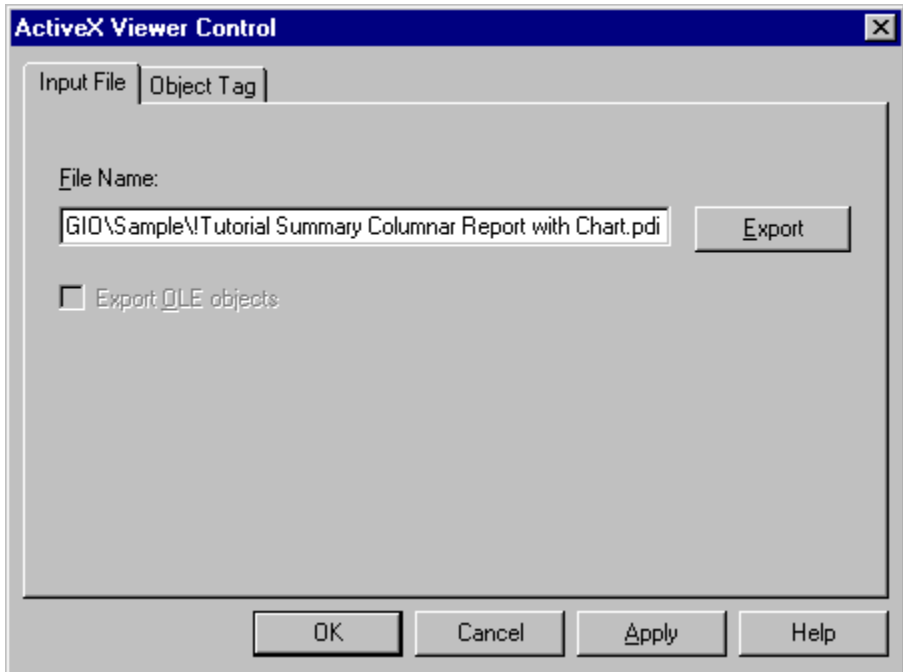 ActiveX Viewer Control
Input File Object Tag
File Name:
GIO\Sample\!Tutorial Summary Columnar Report with Chart.pdi Export
Export OLE objects
OK Cancel Apply Help